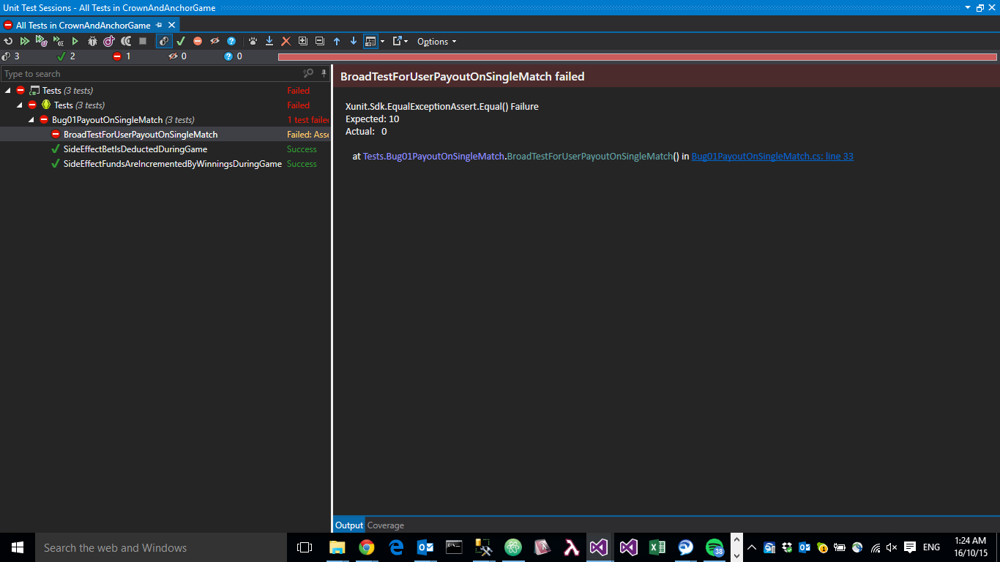 Unit Test Sessions - All Tests in CrownAndAnchorGame
All Tests in CrownAndAnchorGame
Options
3 2 1 0 0
Type to search
Tests (3 tests) Failed
Tests (3 tests) Failed
Bug01PayoutOnSingleMatch (3 tests) 1 test failed
BroadTestForUserPayoutOnSingleMatch Failed: Asse
SideEffectBetIsDeductedDuringGame Success
SideEffectFundsAreIncrementedByWinningsDuringGame Success
BroadTestForUserPayoutOnSingleMatch failed
Xunit.Sdk.EqualExceptionAssert.Equal() Failure
Expected: 10
Actual: 0
at Tests.Bug01PayoutOnSingleMatch.BroadTestForUserPayoutOnSingleMatch() in Bug01PayoutOnSingleMatch.cs: line 33
Output Coverage
Search the web and Windows
38
1
ENG
1:24 AM
16/10/15